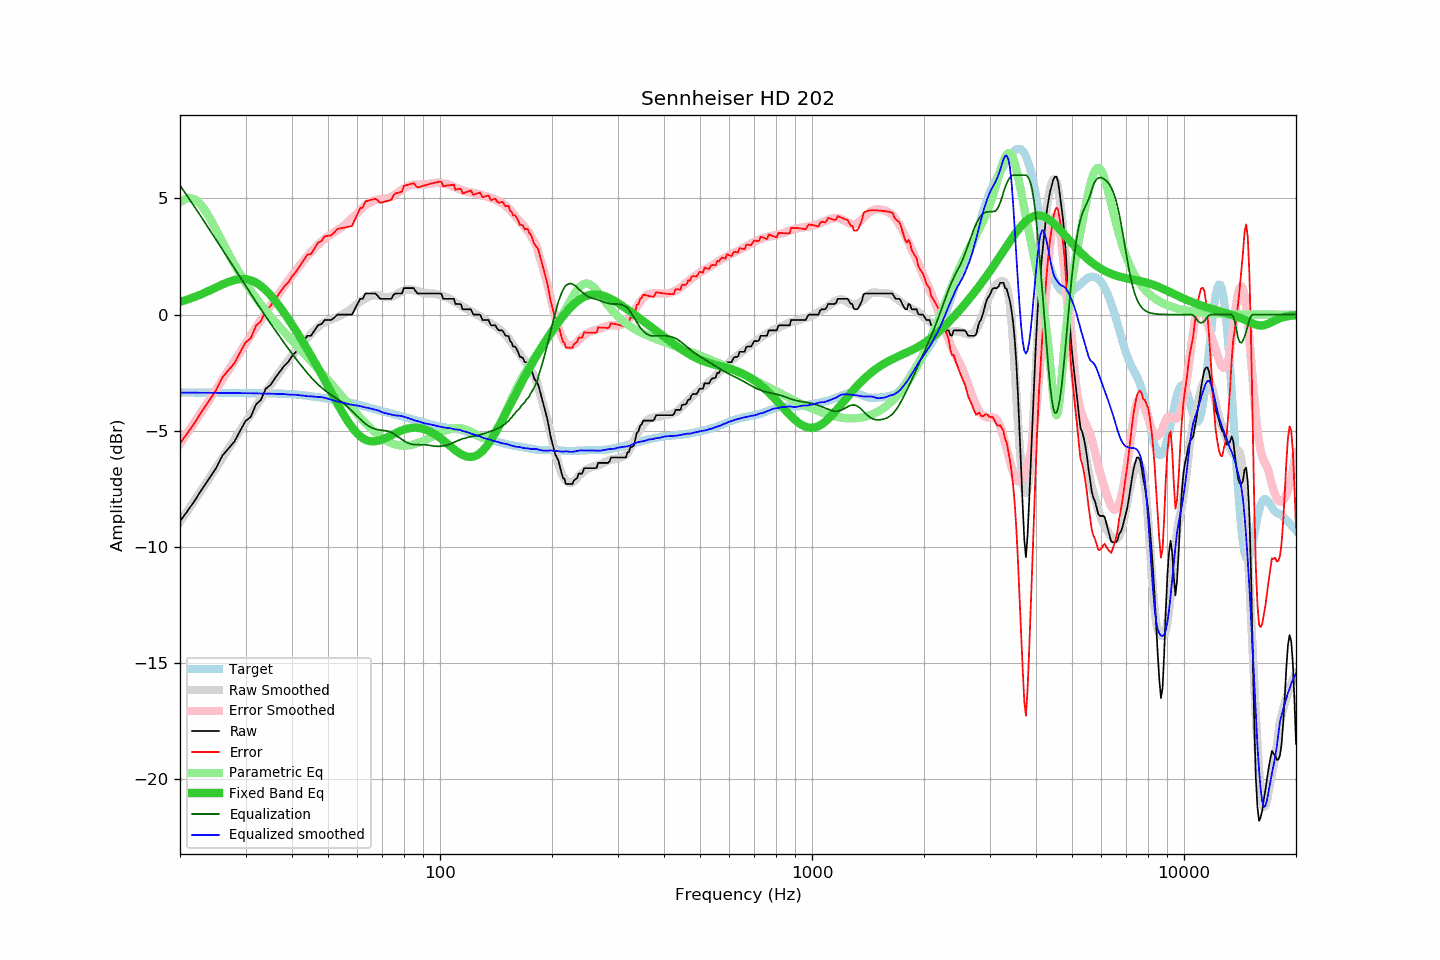 Sennheiser HD 202
Amplitude (dBr)
5
0
−5
−10
−15
−20
Target
Raw Smoothed
Error Smoothed
Raw
Error
Parametric Eq
Fixed Band Eq
Equalization
Equalized smoothed
100
1000
10000
Frequency (Hz)